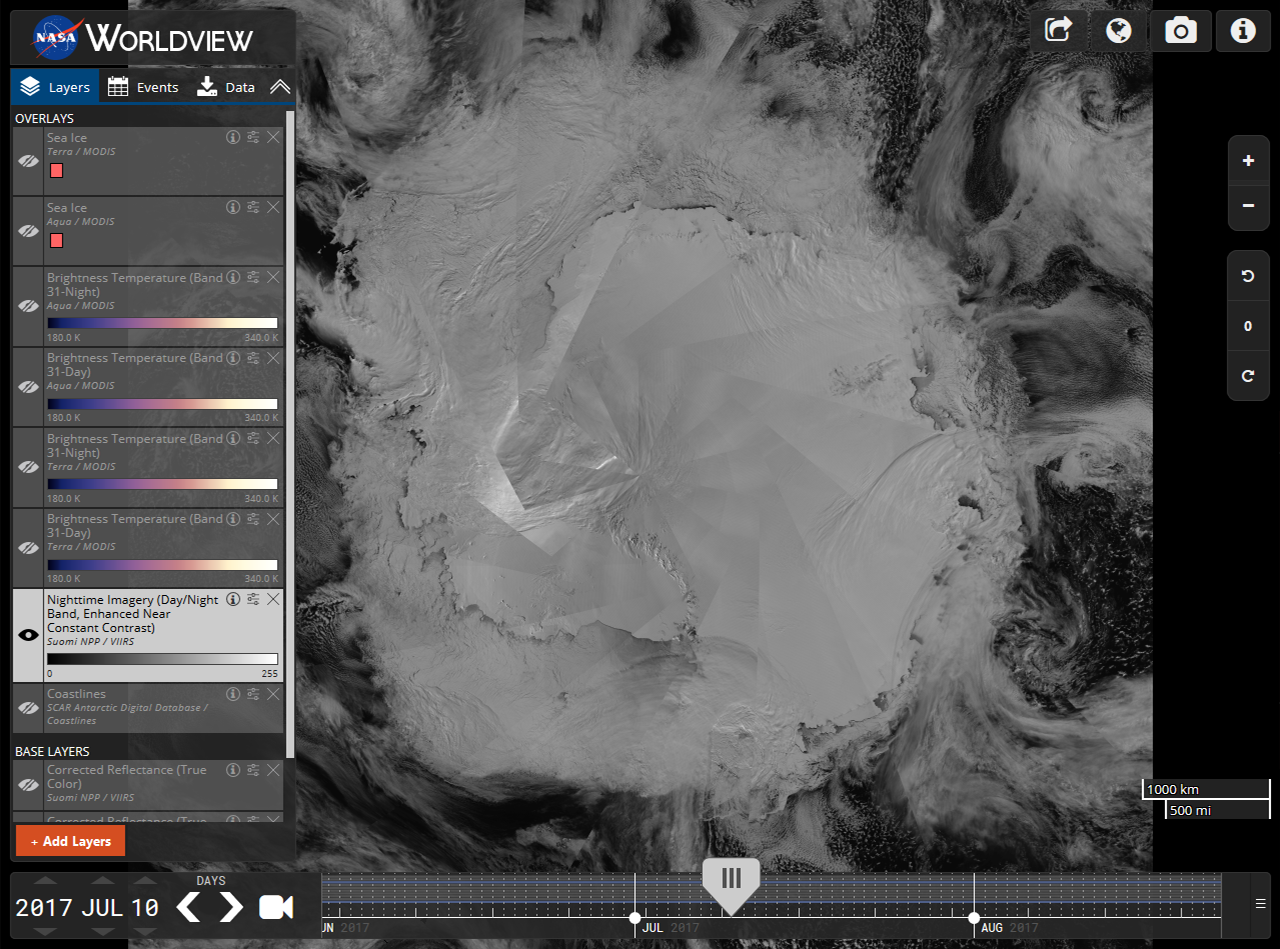 NASA WORLDVIEW
Layers Events Data
OVERLAYS
Sea Ice
Terra / MODIS
Sea Ice
Aqua / MODIS
Brightness Temperature (Band
31-Night)
Aqua / MODIS
180.0 K 340.0 K
Brightness Temperature (Band
31-Day)
Aqua / MODIS
180.0 K 340.0 K
Brightness Temperature (Band
31-Night)
Terra / MODIS
180.0 K 340.0 K
Brightness Temperature (Band
31-Day)
Terra / MODIS
180.0 K 340.0 K
Nighttime Imagery (Day/Night
Band, Enhanced Near
Constant Contrast)
Suomi NPP / VIIRS
0 255
Coastlines
SCAR Antarctic Digital Database /
Coastlines
BASE LAYERS
Corrected Reflectance (True
Color)
Suomi NPP / VIIRS
Corrected Reflectance (True
+ Add Layers
+
−
0
1000 km
500 mi
DAYS
2017 JUL 10
UN 2017 JUL 2017 AUG 2017